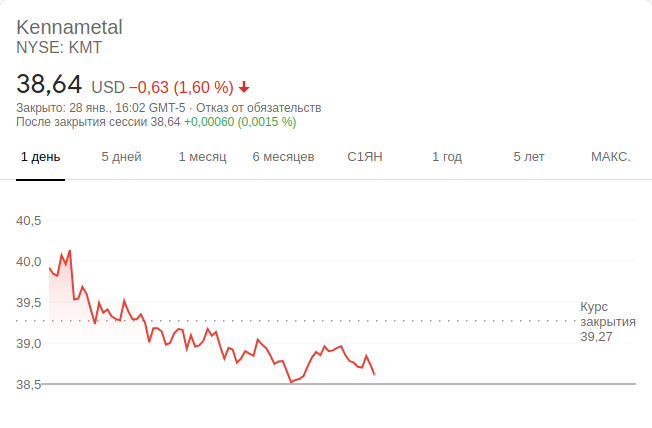 Kennametal
NYSE: KMT
38,64 USD −0,63 (1,60 %)
Закрыто: 28 янв., 16:02 GMT-5 · Отказ от обязательств
После закрытия сессии 38,64 +0,00060 (0,0015 %)
1 день 5 дней 1 месяц 6 месяцев С1ЯН 1 год 5 лет МАКС.
40,5
40,0
39,5
Курс
закрытия
39,27
39,0
38,5